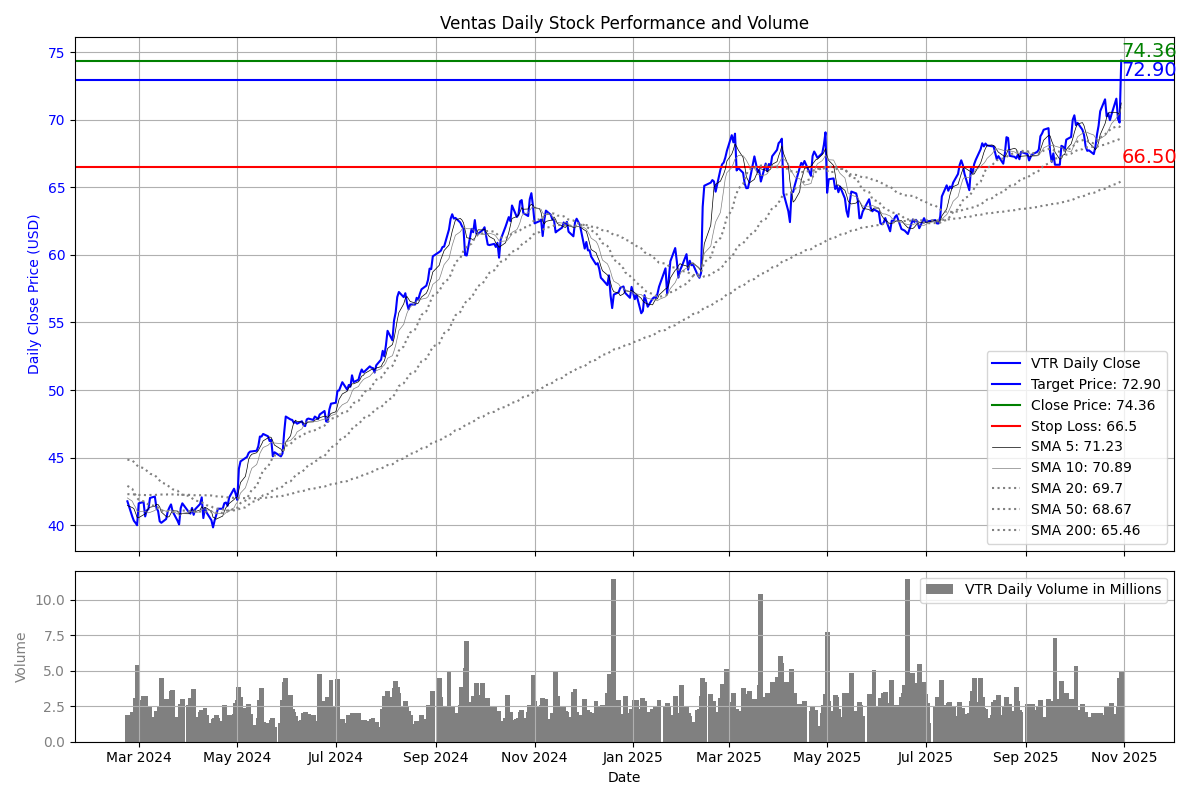 Ventas Daily Stock Performance and Volume
74.36
72.90
66.50
75
70
65
60
55
50
45
40
Daily Close Price (USD)
VTR Daily Close
Target Price: 72.90
Close Price: 74.36
Stop Loss: 66.5
SMA 5: 71.23
SMA 10: 70.89
SMA 20: 69.7
SMA 50: 68.67
SMA 200: 65.46
10.0
7.5
5.0
2.5
0.0
Volume
VTR Daily Volume in Millions
Mar 2024 May 2024 Jul 2024 Sep 2024 Nov 2024 Jan 2025 Mar 2025 May 2025 Jul 2025 Sep 2025 Nov 2025
Date